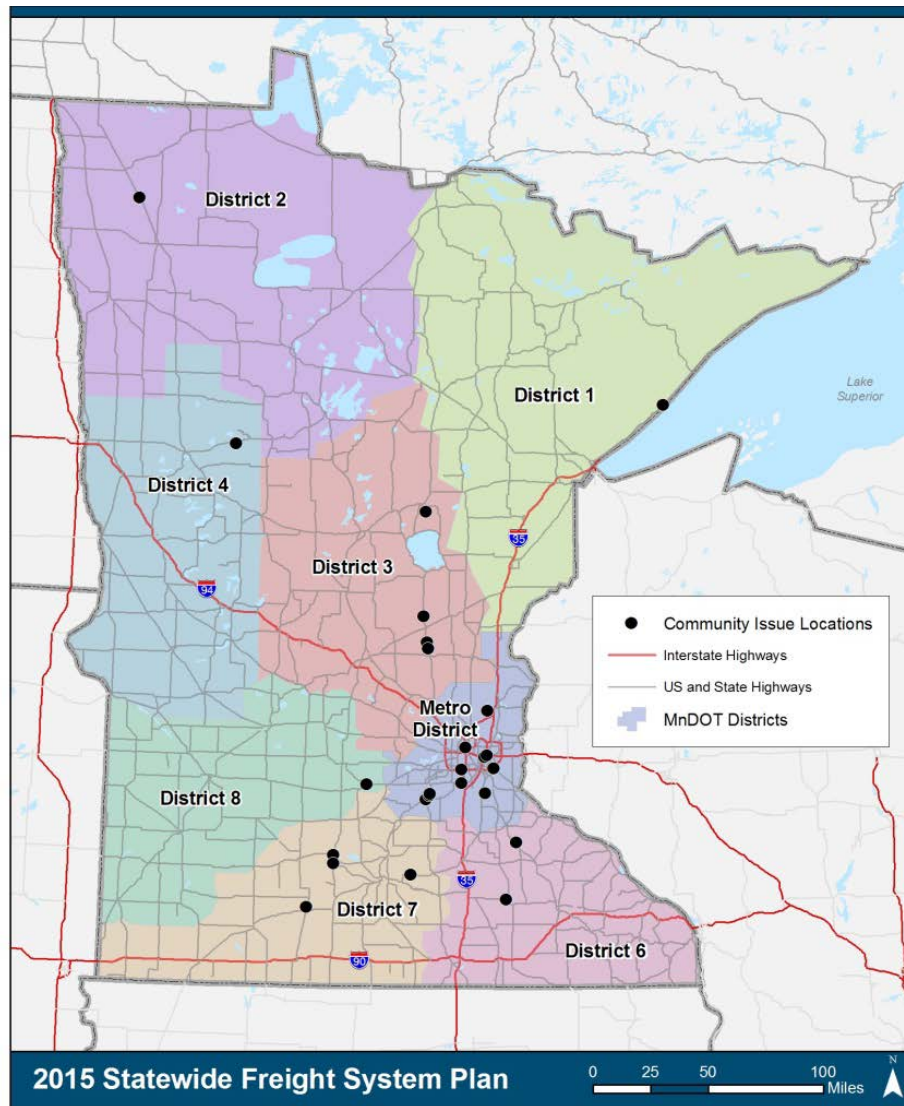 District 2
District 1
Lake
Superior
District 4
35
District 3
94
Community Issue Locations
Interstate Highways
US and State Highways
MnDOT Districts
Metro
District
District 8
35
District 7
District 6
90
2015 Statewide Freight System Plan
0 25 50 100
Miles
N